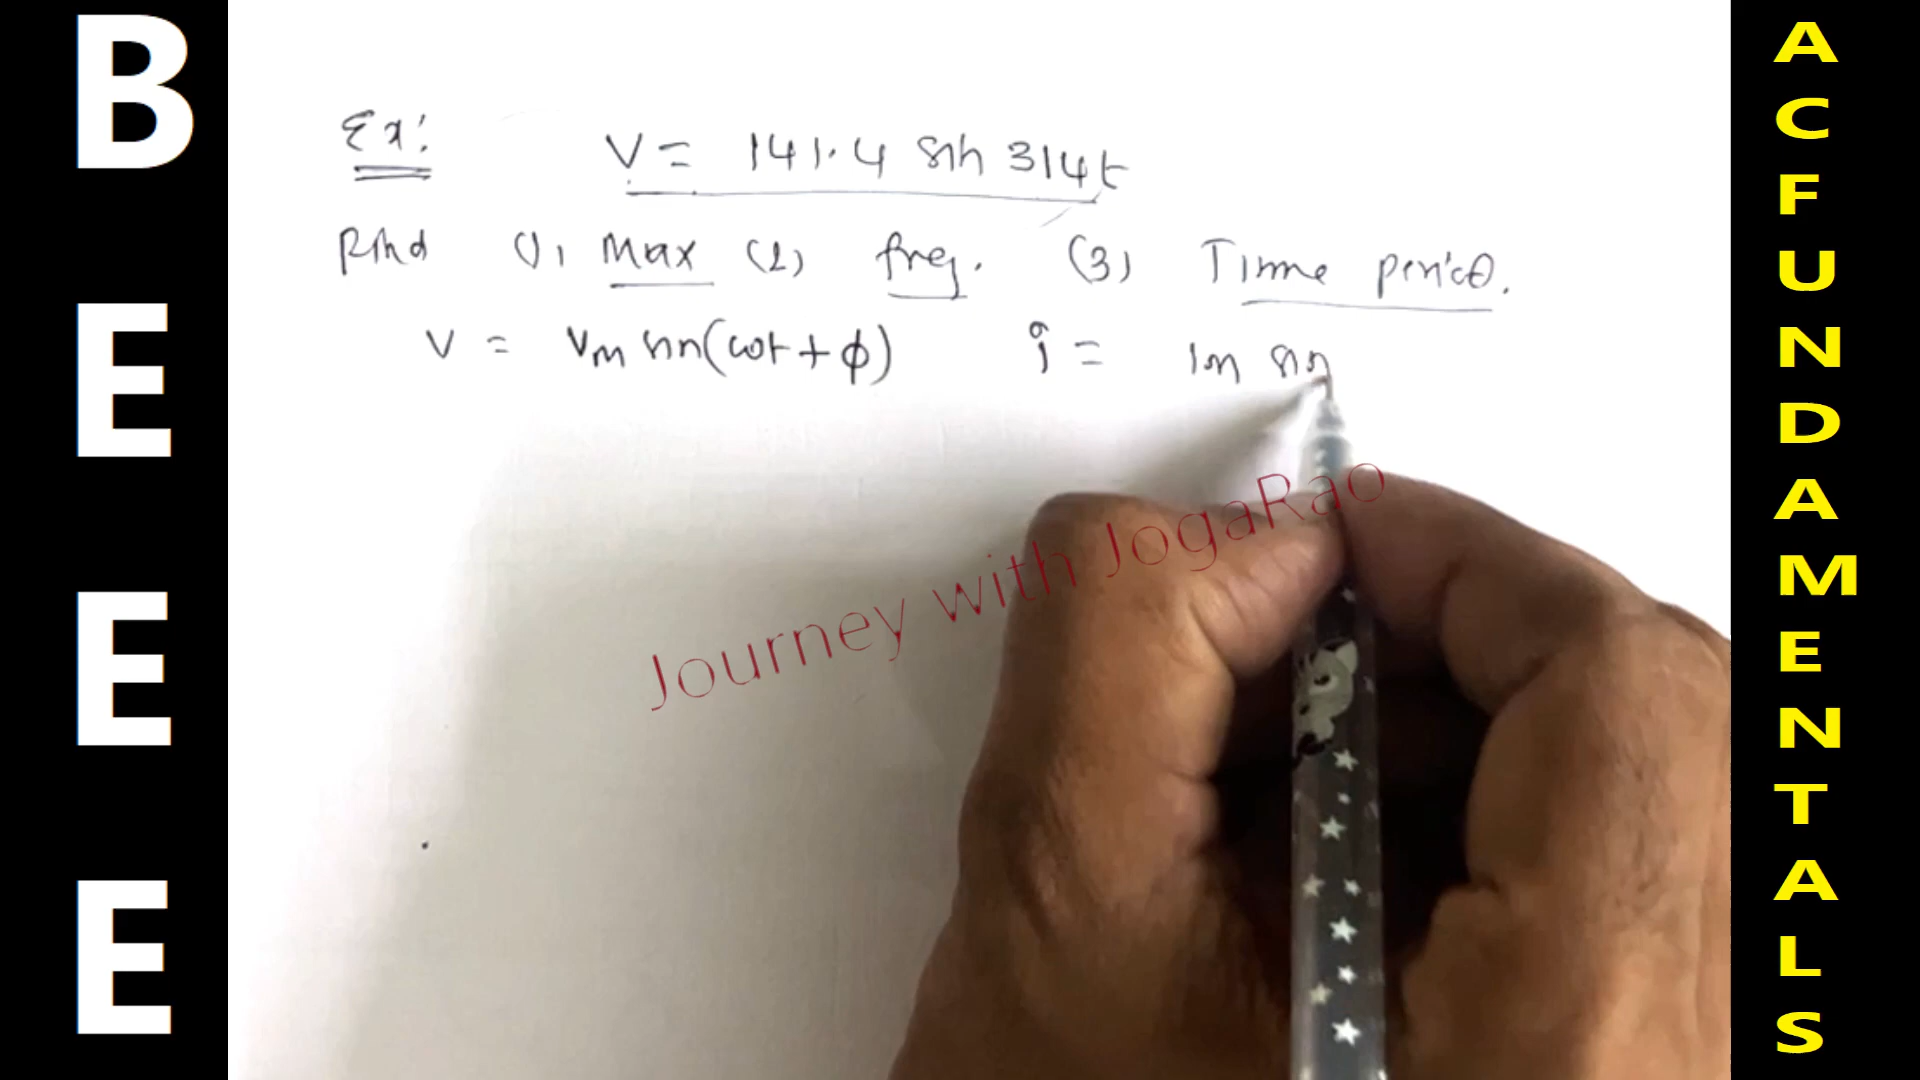 BEEE
Ex:
V = 141.4 sin 314t
Find (1) Max (2) freq. (3) Time period.
V = Vm sin(ωt + φ) i = Im sin
Journey with JogaRao
AC FUNDAMENTALS